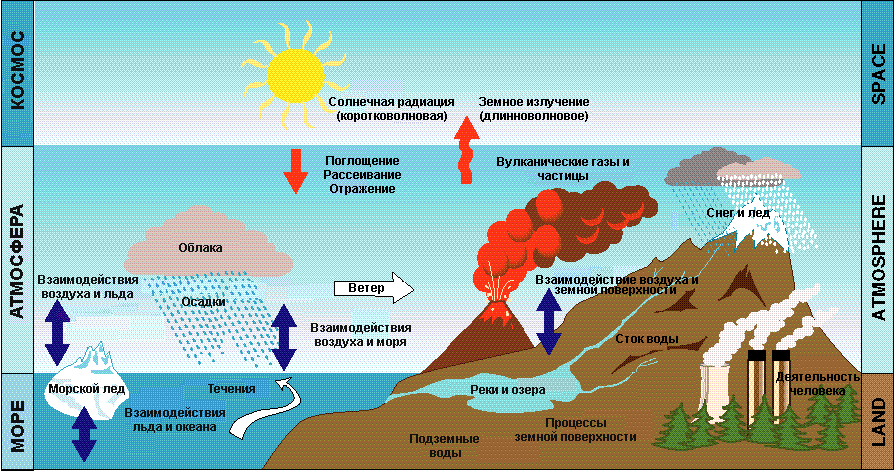 КОСМОС
SPACE
Солнечная радиация
(коротковолновая)
Земное излучение
(длинноволновое)
Поглощение
Рассеивание
Отражение
Вулканические газы и
частицы
АТМОСФЕРА
ATMOSPHERE
Снег и лед
Облака
Взаимодействия
воздуха и льда
Осадки
Ветер
Взаимодействие воздуха и
земной поверхности
Взаимодействия
воздуха и моря
Сток воды
МОРЕ
LAND
Морской лед
Течения
Реки и озера
Деятельность
человека
Взаимодействия
льда и океана
Подземные
воды
Процессы
земной поверхности